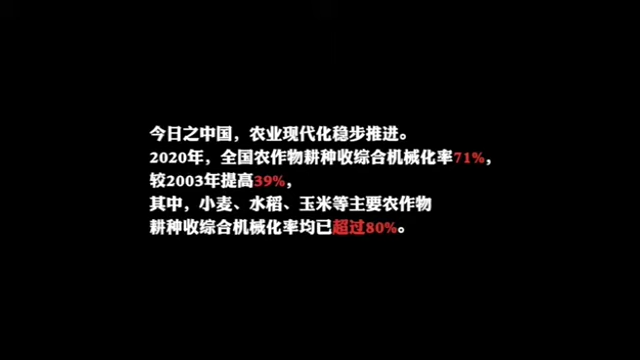 今日之中国，农业现代化稳步推进。
2020年，全国农作物耕种收综合机械化率71%，
较2003年提高39%，
其中，小麦、水稻、玉米等主要农作物
耕种收综合机械化率均已超过80%。